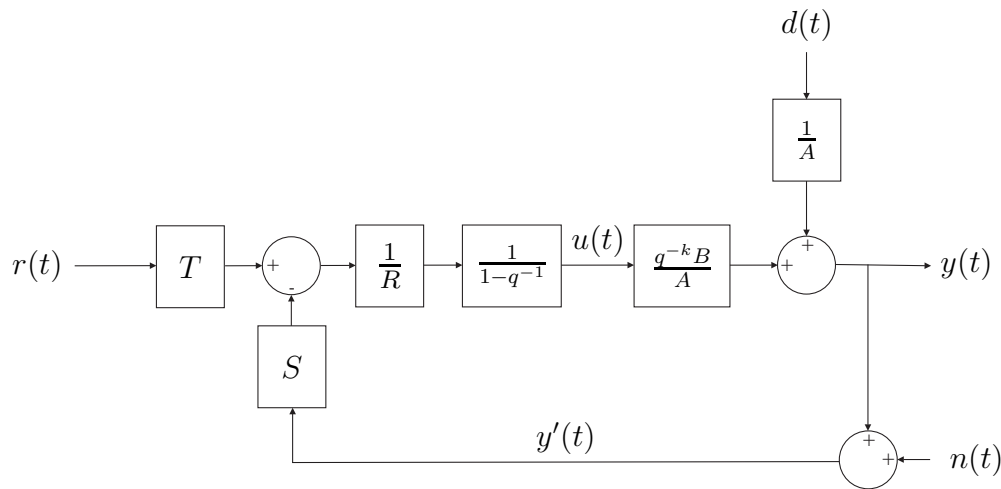 d(t)
1/A
+
r(t)
T
+
-
1/R
1/(1-q^{-1})
u(t)
q^{-k}B/A
+
y(t)
S
y'(t)
+
+
n(t)